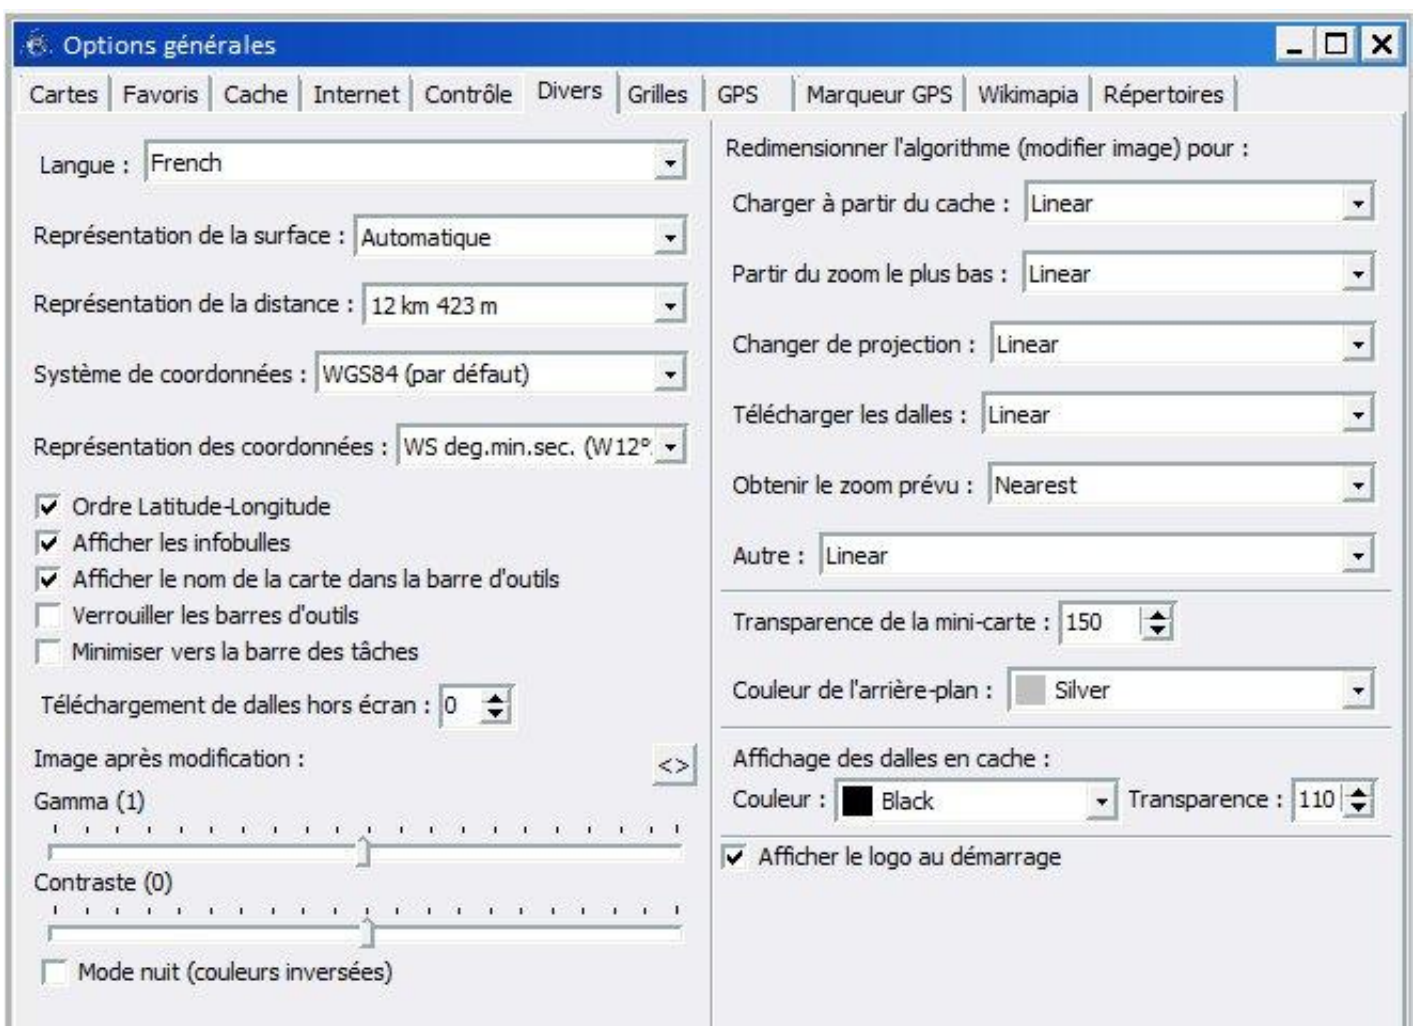 Options générales
Cartes Favoris Cache Internet Contrôle Divers Grilles GPS Marqueur GPS Wikimapia Répertoires
Langue : French
Représentation de la surface : Automatique
Représentation de la distance : 12 km 423 m
Système de coordonnées : WGS84 (par défaut)
Représentation des coordonnées : WS deg.min.sec. (W12°.
Ordre Latitude-Longitude
Afficher les infobulles
Afficher le nom de la carte dans la barre d'outils
Verrouiller les barres d'outils
Minimiser vers la barre des tâches
Téléchargement de dalles hors écran : 0
Image après modification : <>
Gamma (1)
Contraste (0)
Mode nuit (couleurs inversées)
Redimensionner l'algorithme (modifier image) pour :
Charger à partir du cache : Linear
Partir du zoom le plus bas : Linear
Changer de projection : Linear
Télécharger les dalles : Linear
Obtenir le zoom prévu : Nearest
Autre : Linear
Transparence de la mini-carte : 150
Couleur de l'arrière-plan : Silver
Affichage des dalles en cache :
Couleur : Black Transparence : 110
Afficher le logo au démarrage